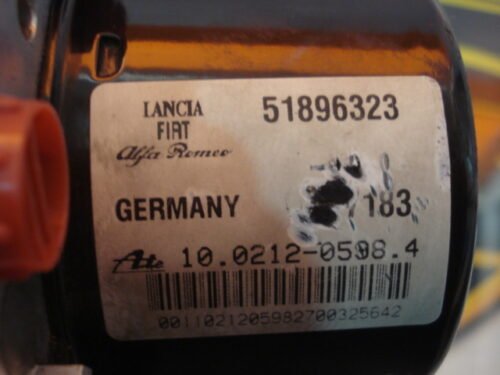 LANCIA 51896323
FIAT
Alfa Romeo
GERMANY 183
Ate 10.0212-0598.4
0011021205982700325642